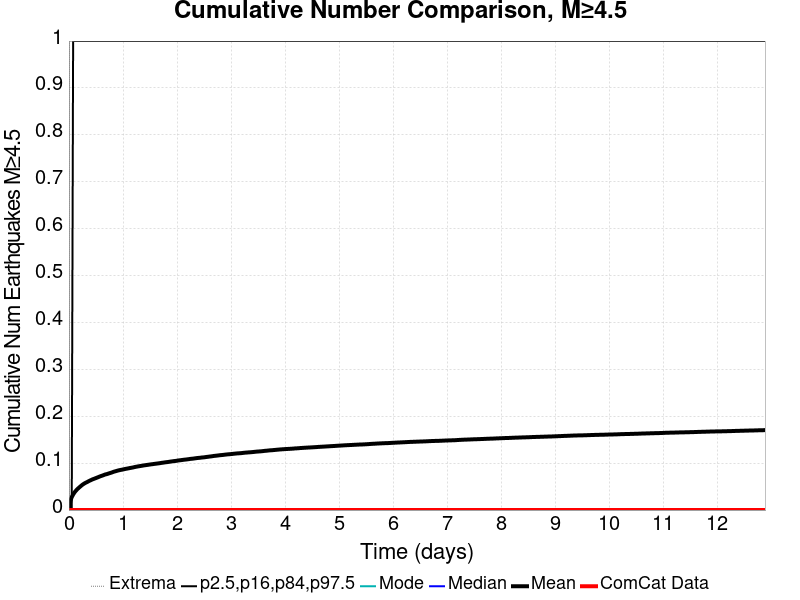 Cumulative Number Comparison, M≥4.5
Cumulative Num Earthquakes M≥4.5
1
0.9
0.8
0.7
0.6
0.5
0.4
0.3
0.2
0.1
0
0 1 2 3 4 5 6 7 8 9 10 11 12
Time (days)
Extrema p2.5,p16,p84,p97.5 Mode Median Mean ComCat Data